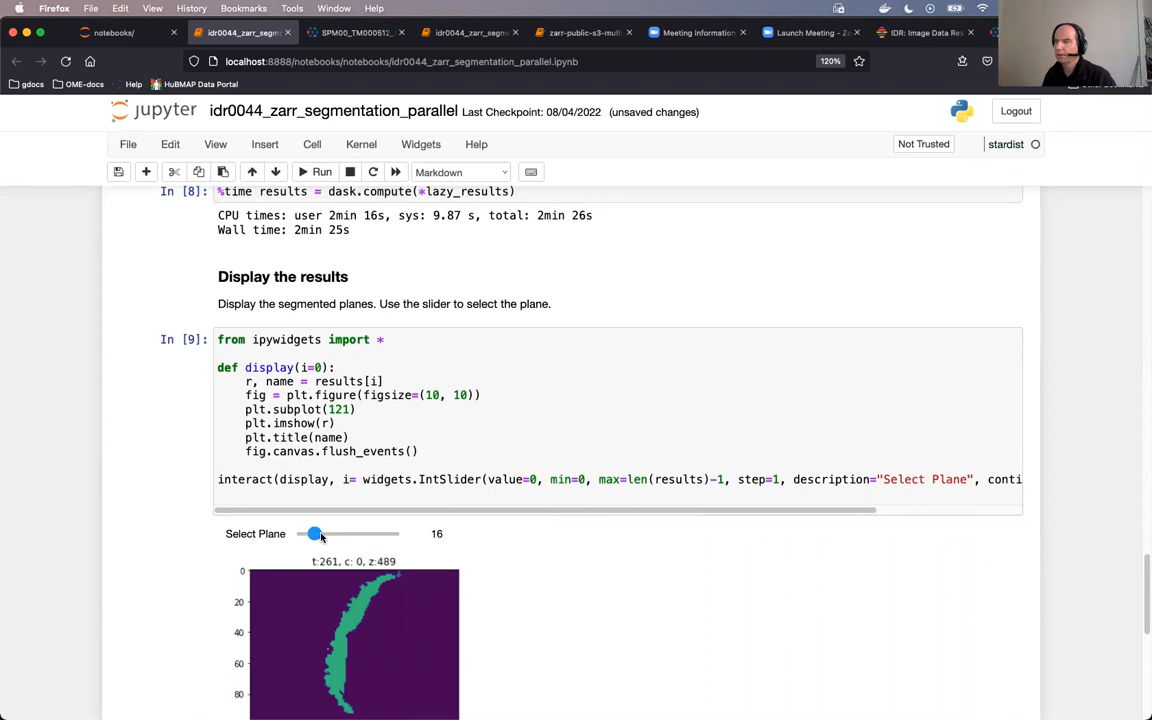 Firefox File Edit View History Bookmarks Tools Window Help
notebooks/ idr0044_zarr_segm SPM00_TM000512_ idr0044_zarr_segm zarr-public-s3-mult Meeting information Launch Meeting - Zo IDR: Image Data Res
localhost:8888/notebooks/notebooks/idr0044_zarr_segmentation_parallel.ipynb 120%
gdocs OME-docs Help HuBMAP Data Portal
jupyter idr0044_zarr_segmentation_parallel Last Checkpoint: 08/04/2022 (unsaved changes) Logout
File Edit View Insert Cell Kernel Widgets Help Not Trusted stardist
Run Markdown
In [8]: %time results = dask.compute(*lazy_results)
CPU times: user 2min 16s, sys: 9.87 s, total: 2min 26s
Wall time: 2min 25s
Display the results
Display the segmented planes. Use the slider to select the plane.
In [9]: from ipywidgets import *
def display(i=0):
r, name = results[i]
fig = plt.figure(figsize=(10, 10))
plt.subplot(121)
plt.imshow(r)
plt.title(name)
fig.canvas.flush_events()
interact(display, i= widgets.IntSlider(value=0, min=0, max=len(results)-1, step=1, description="Select Plane", conti
Select Plane 16
t:261, c: 0, z:489
0
20
40
60
80